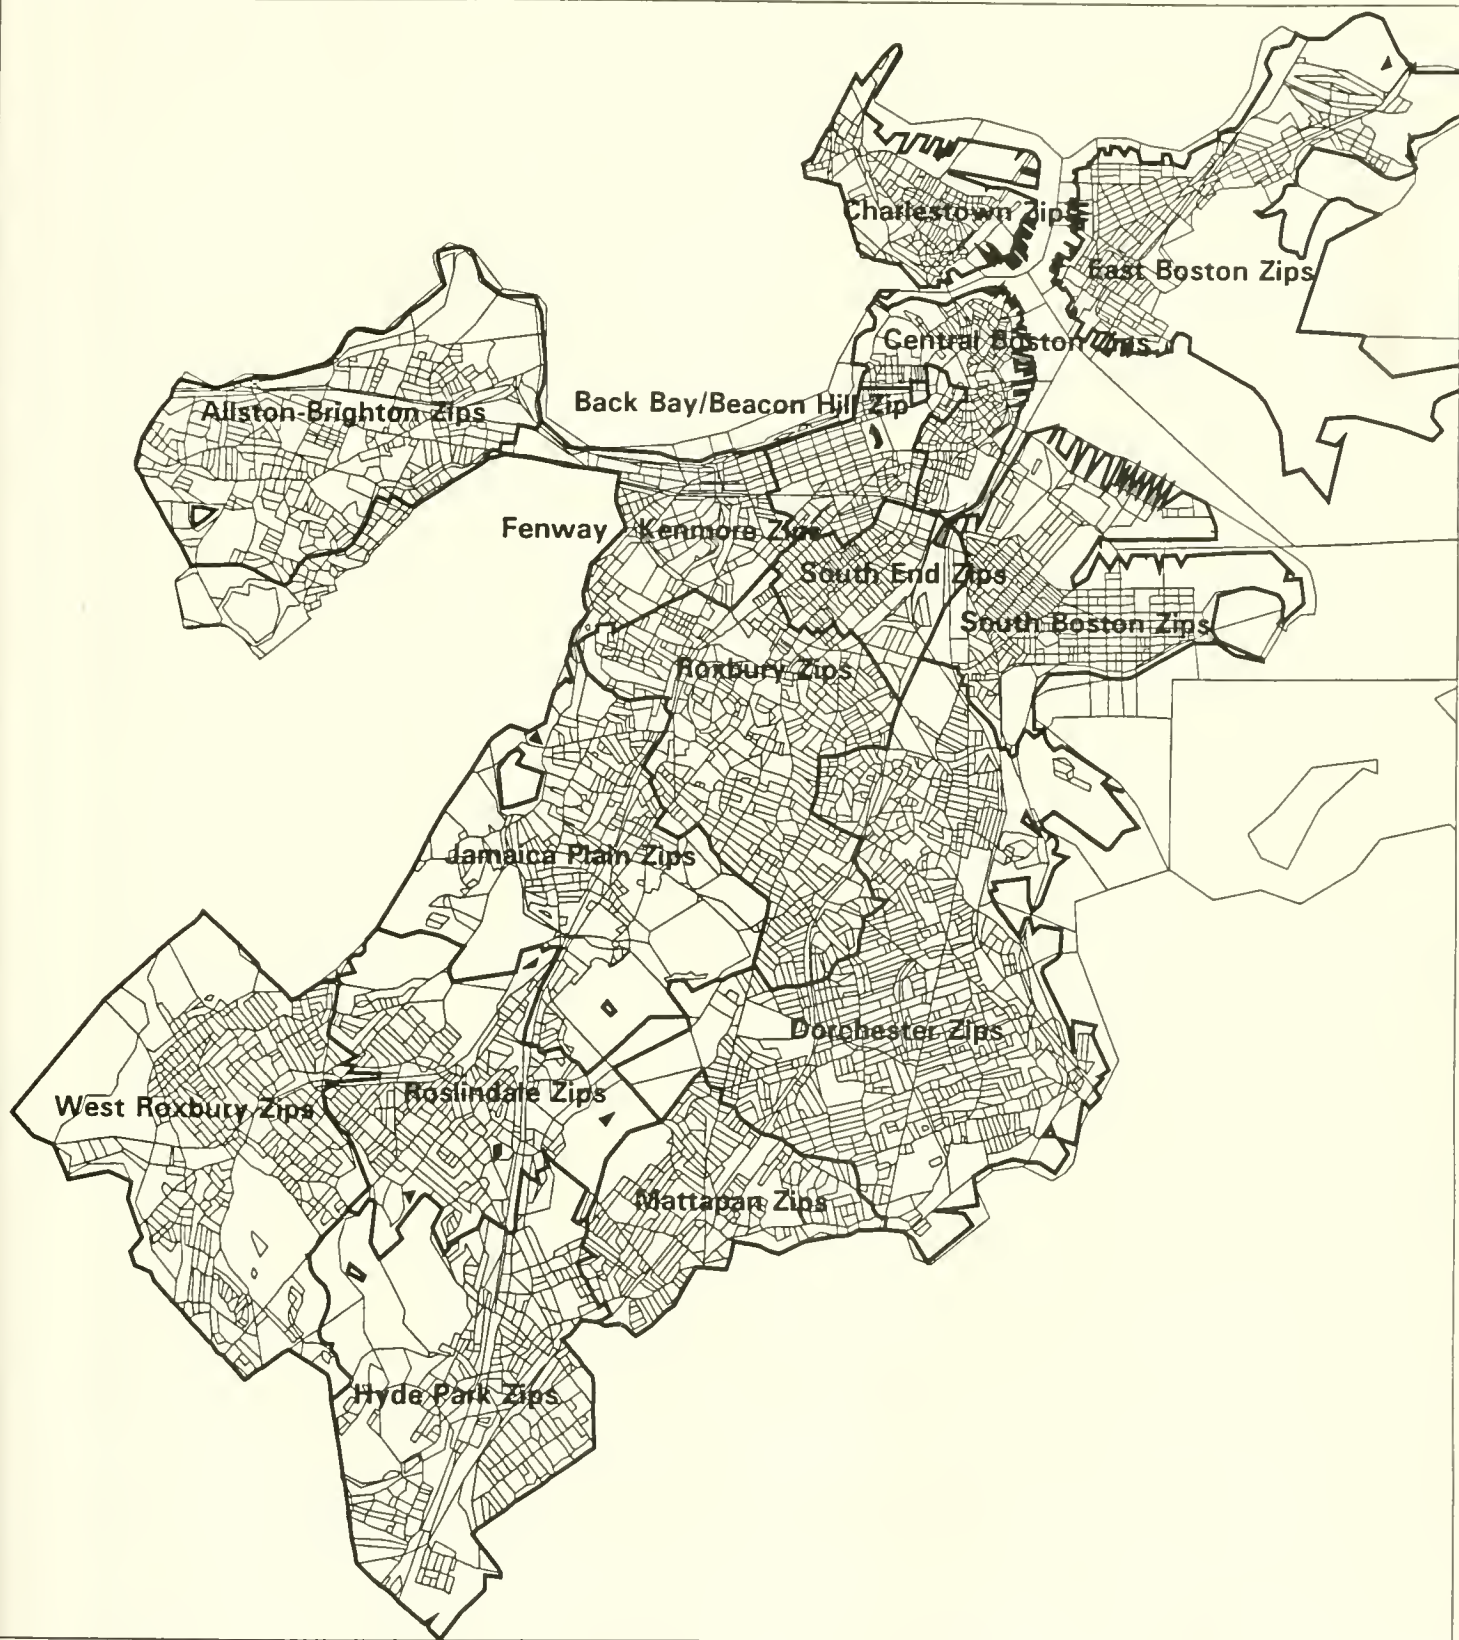 Charlestown Zips
East Boston Zips
Central Boston Zips
Back Bay/Beacon Hill Zip
Allston-Brighton Zips
Fenway Kenmore Zips
South End Zips
South Boston Zips
Roxbury Zips
Jamaica Plain Zips
Dorchester Zips
Roslindale Zips
West Roxbury Zips
Mattapan Zips
Hyde Park Zips